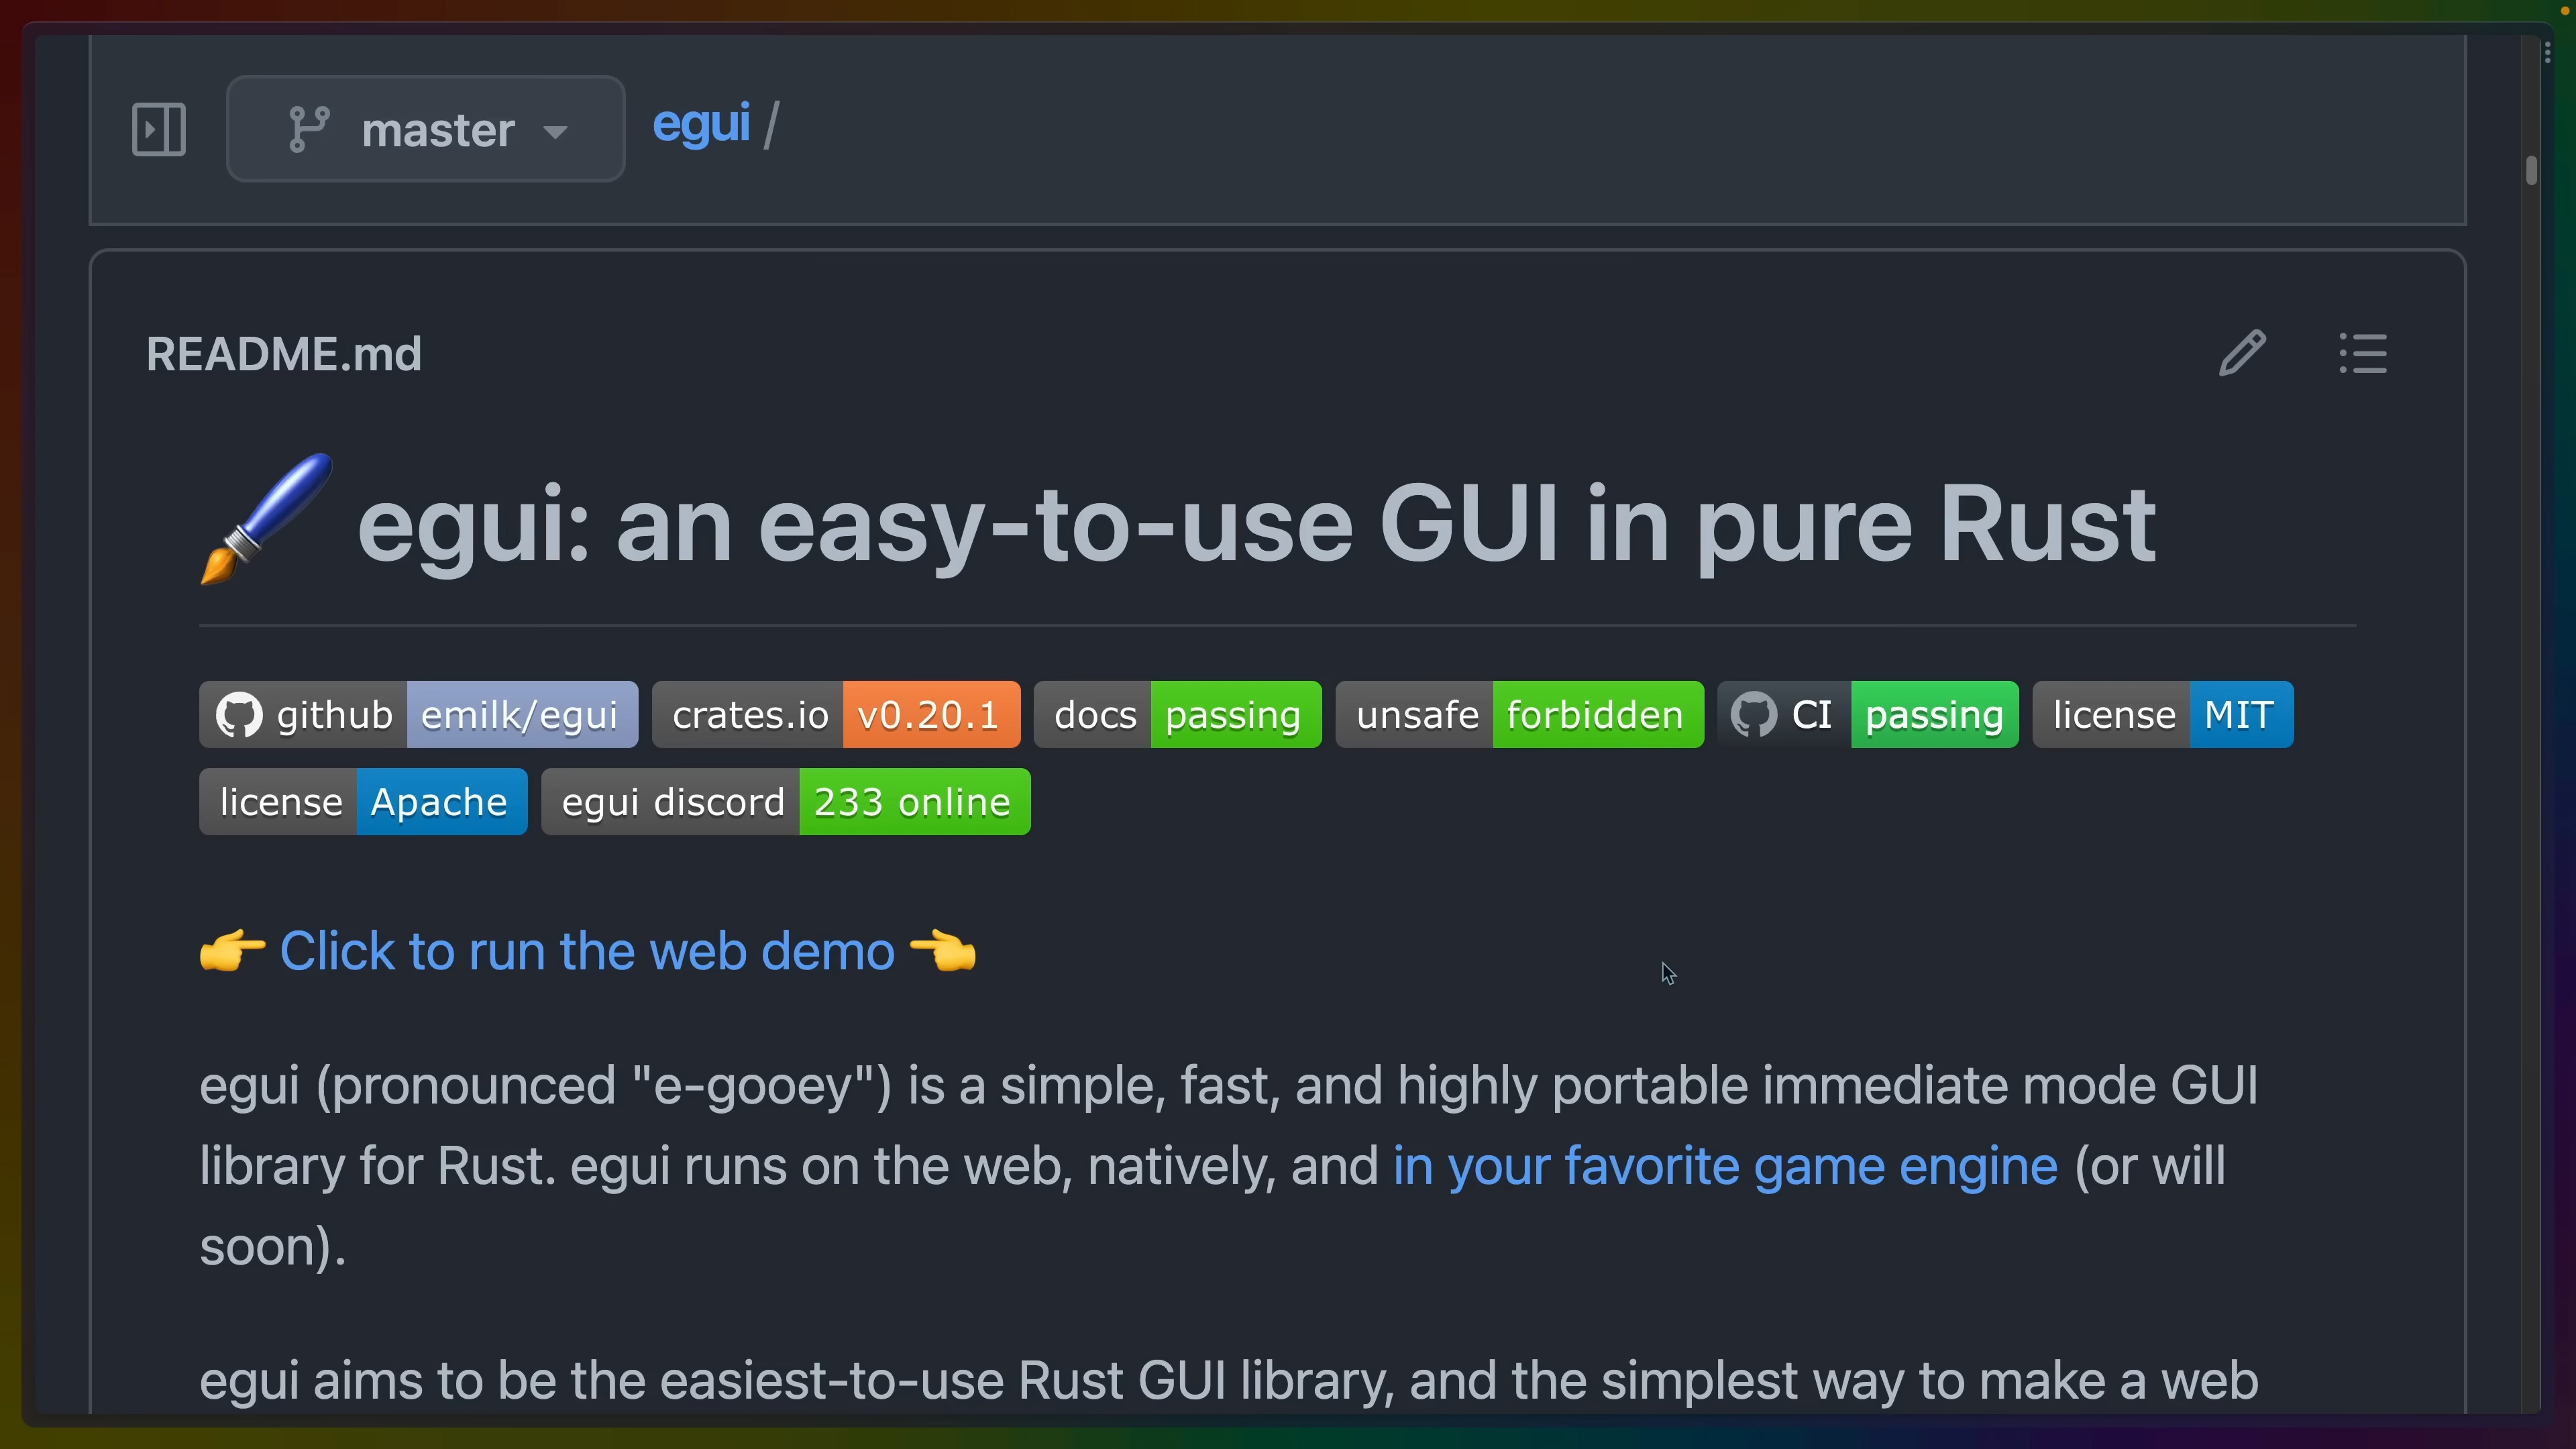 master egui /
README.md
egui: an easy-to-use GUI in pure Rust
github emilk/egui crates.io v0.20.1 docs passing unsafe forbidden CI passing license MIT
license Apache egui discord 233 online
Click to run the web demo
egui (pronounced "e-gooey") is a simple, fast, and highly portable immediate mode GUI
library for Rust. egui runs on the web, natively, and in your favorite game engine (or will
soon).
egui aims to be the easiest-to-use Rust GUI library, and the simplest way to make a web